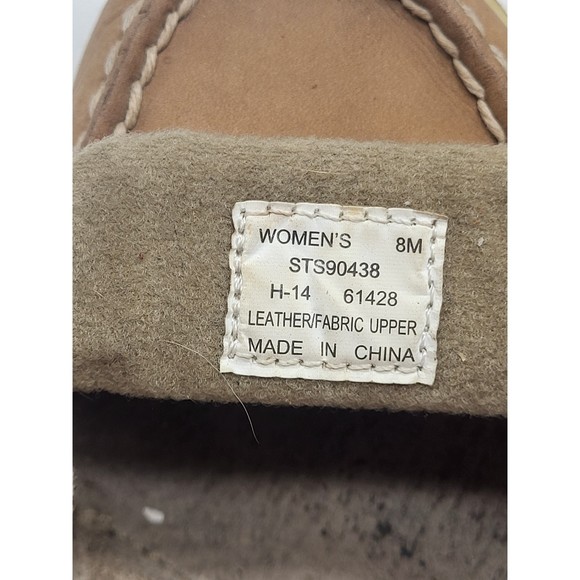 WOMEN'S 8M
STS90438
H-14 61428
LEATHER/FABRIC UPPER
MADE IN CHINA